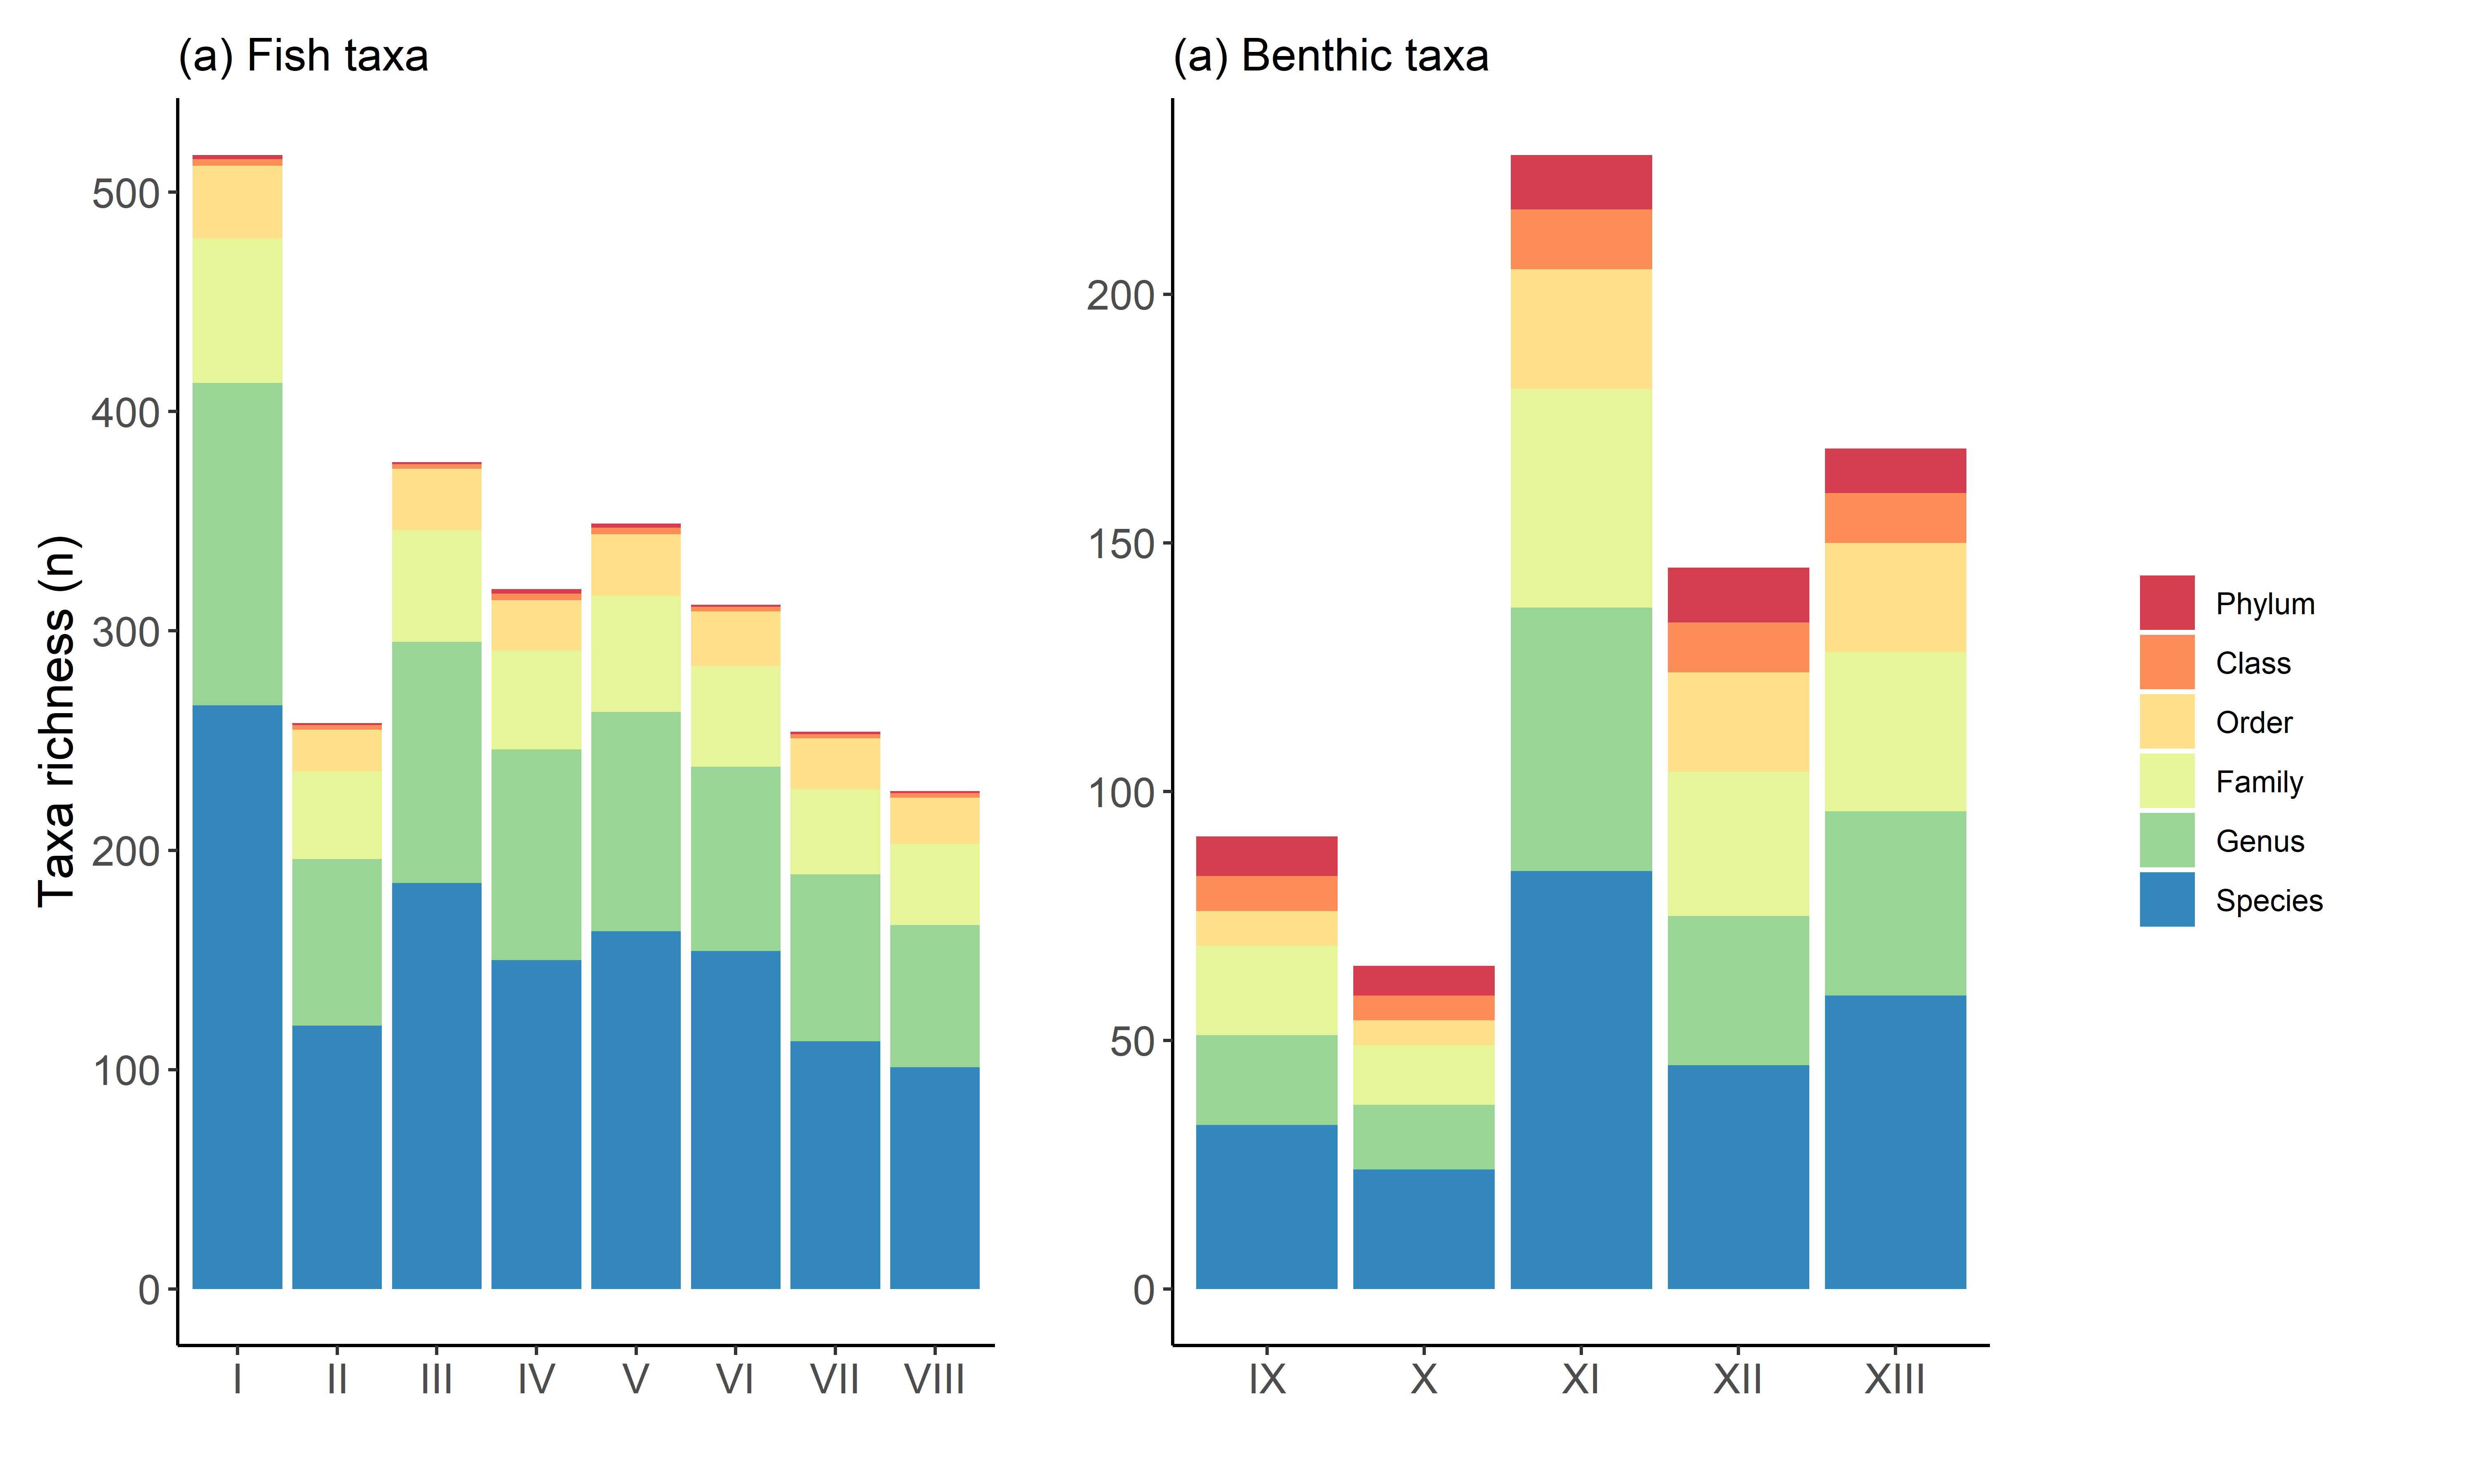 (a) Fish taxa
Taxa richness (n)
500
400
300
200
100
0
I II III IV V VI VII VIII
(a) Benthic taxa
200
150
100
50
0
IX X XI XII XIII
Phylum
Class
Order
Family
Genus
Species